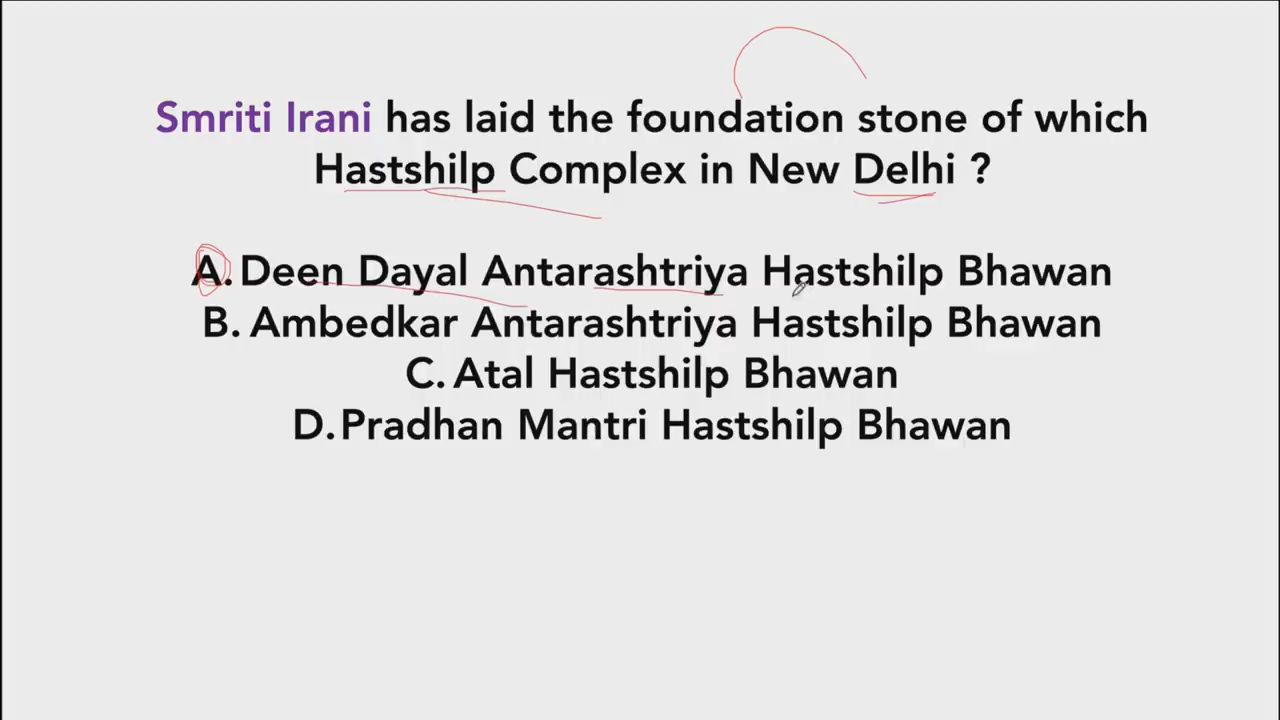 Smriti Irani has laid the foundation stone of which
Hastshilp Complex in New Delhi ?
A. Deen Dayal Antarashtriya Hastshilp Bhawan
B. Ambedkar Antarashtriya Hastshilp Bhawan
C. Atal Hastshilp Bhawan
D. Pradhan Mantri Hastshilp Bhawan